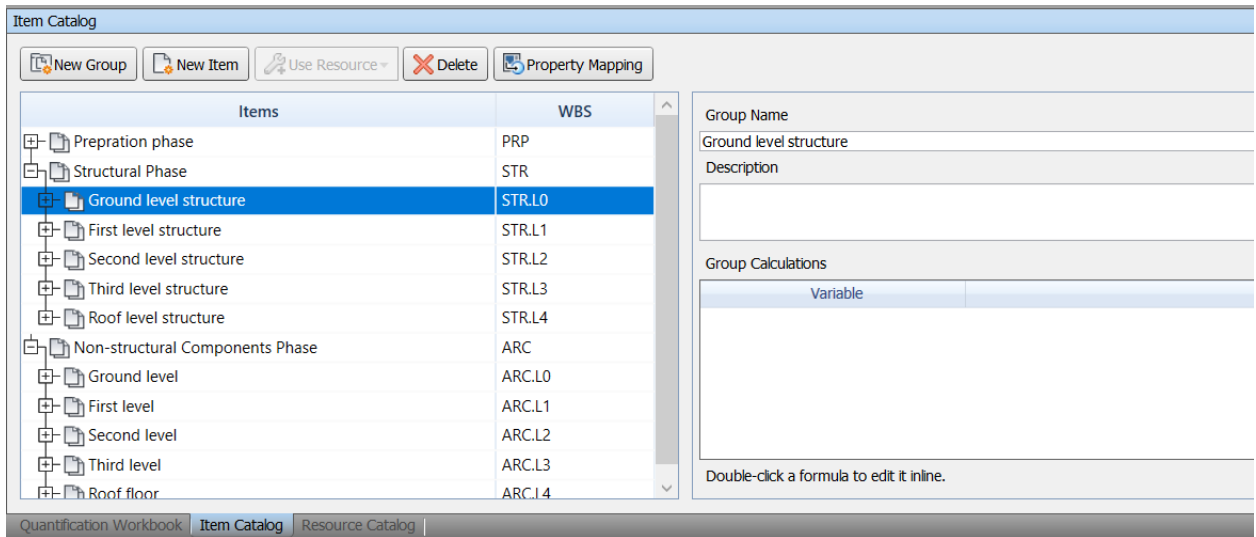 Item Catalog
New Group New Item Use Resource Delete Property Mapping
Items WBS
Prepration phase PRP
Structural Phase STR
Ground level structure STR.L0
First level structure STR.L1
Second level structure STR.L2
Third level structure STR.L3
Roof level structure STR.L4
Non-structural Components Phase ARC
Ground level ARC.L0
First level ARC.L1
Second level ARC.L2
Third level ARC.L3
Roof floor ARC.L4
Group Name
Ground level structure
Description
Group Calculations
Variable
Double-click a formula to edit it inline.
Quantification Workbook Item Catalog Resource Catalog